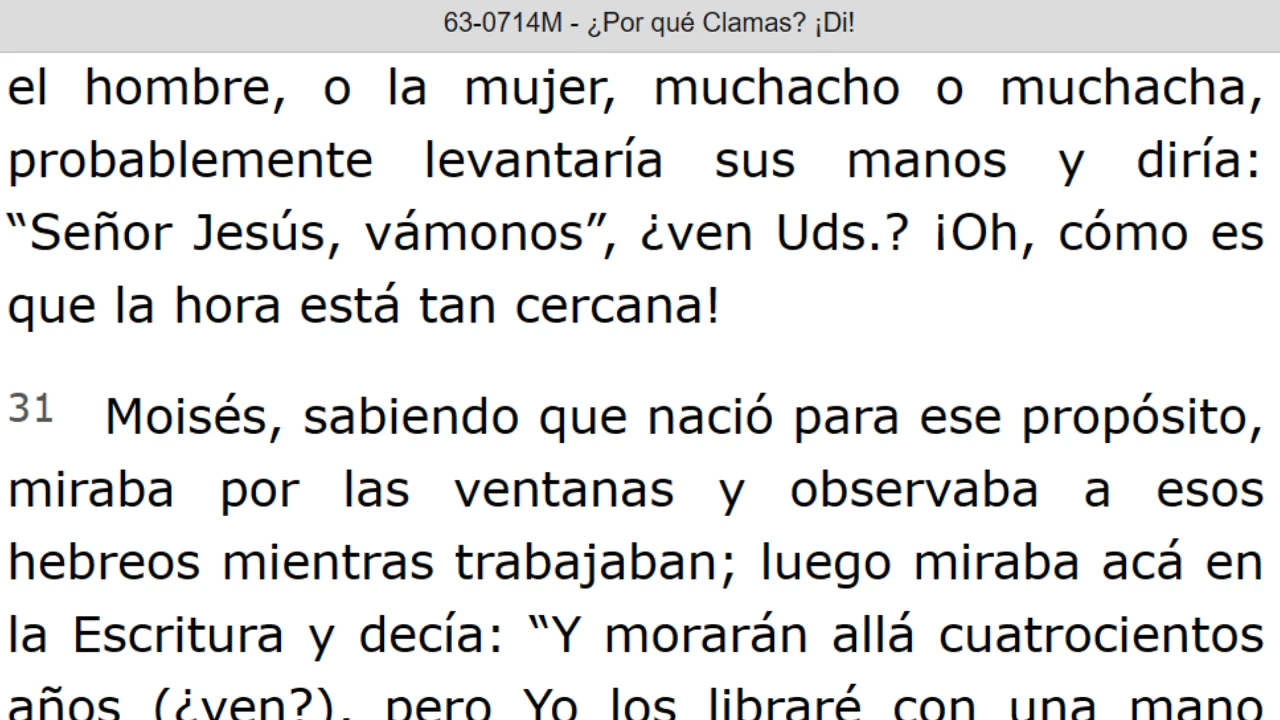 63-0714M - ¿Por qué Clamas? ¡Di!
el hombre, o la mujer, muchacho o muchacha,
probablemente levantaría sus manos y diría:
“Señor Jesús, vámonos”, ¿ven Uds.? ¡Oh, cómo es
que la hora está tan cercana!
31 Moisés, sabiendo que nació para ese propósito,
miraba por las ventanas y observaba a esos
hebreos mientras trabajaban; luego miraba acá en
la Escritura y decía: “Y morarán allá cuatrocientos
años (¿ven?), pero Yo los libraré con una mano